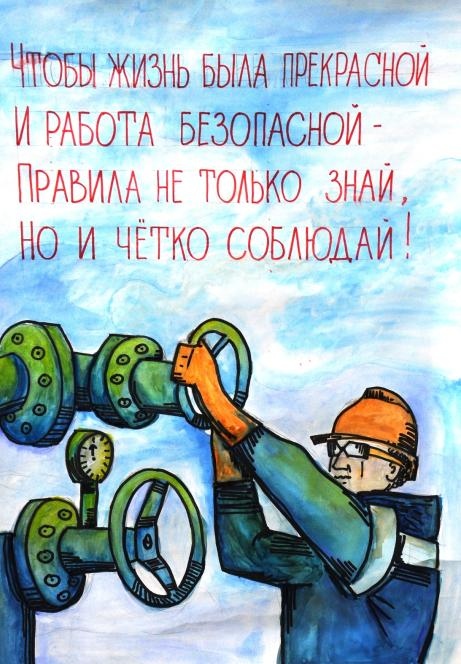 Чтобы жизнь была прекрасной
И работа безопасной -
Правила не только знай,
Но и чётко соблюдай!